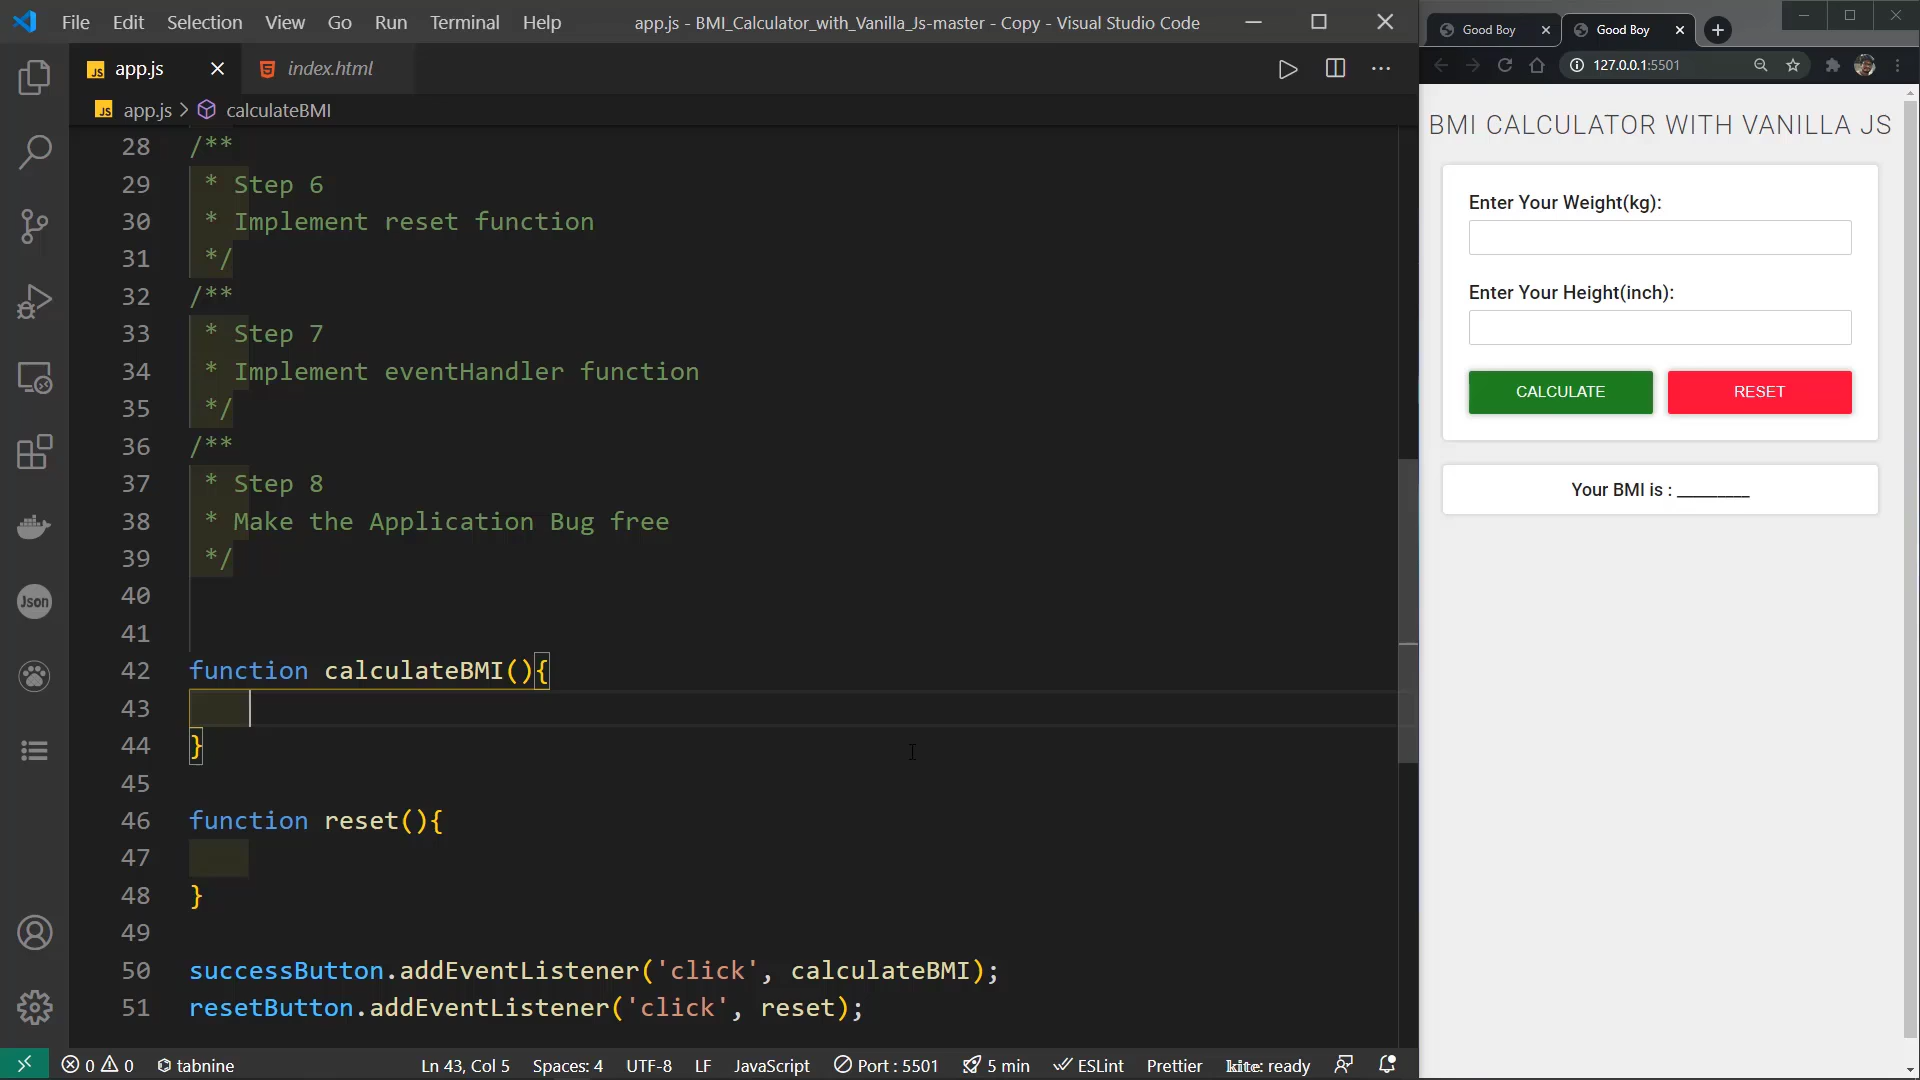 File Edit Selection View Go Run Terminal Help
app.js - BMI_Calculator_with_Vanilla_Js-master - Copy - Visual Studio Code
JS app.js
index.html
JS app.js > calculateBMI
28 /**
29 * Step 6
30 * Implement reset function
31 */
32 /**
33 * Step 7
34 * Implement eventHandler function
35 */
36 /**
37 * Step 8
38 * Make the Application Bug free
39 */
40
41
42 function calculateBMI(){
43
44 }
45
46 function reset(){
47
48 }
49
50 successButton.addEventListener('click', calculateBMI);
51 resetButton.addEventListener('click', reset);
Json
0 0 tabnine
Ln 43, Col 5 Spaces: 4 UTF-8 LF JavaScript Port : 5501 5 min ESLint Prettier kite: ready
Good Boy
Good Boy
127.0.0.1:5501
BMI CALCULATOR WITH VANILLA JS
Enter Your Weight(kg):
Enter Your Height(inch):
CALCULATE
RESET
Your BMI is : _________